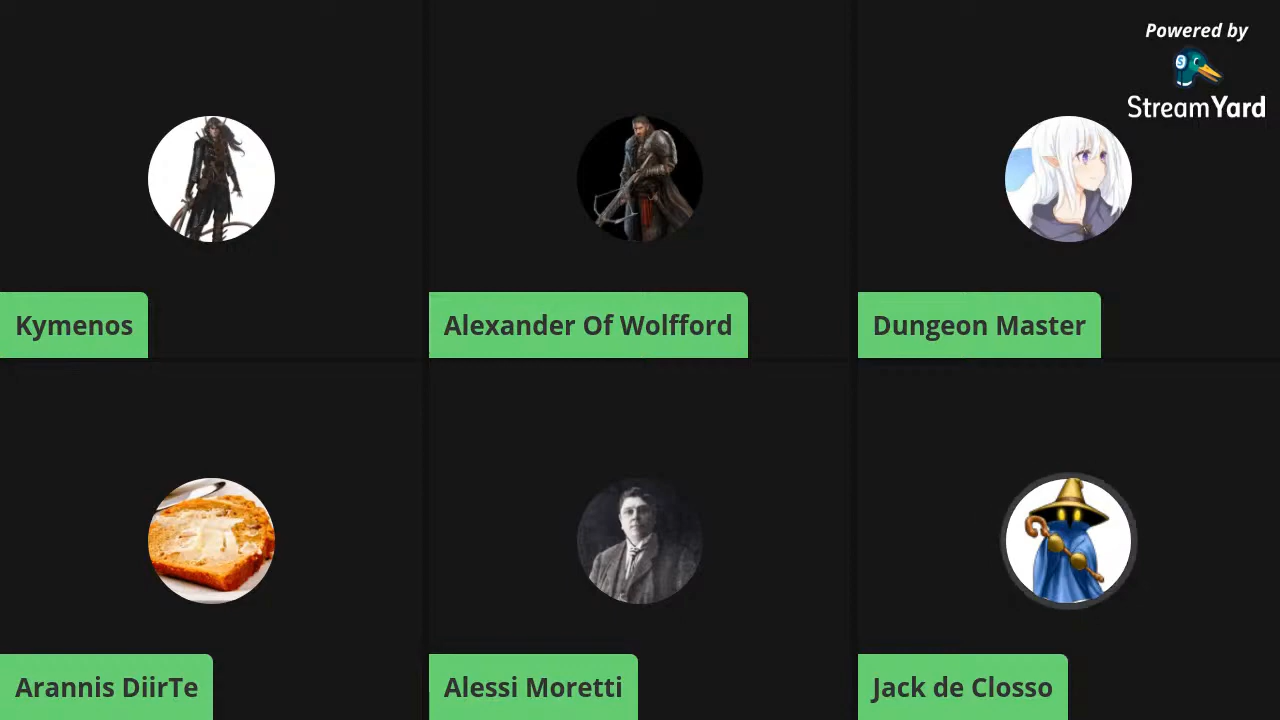 Powered by
StreamYard
Kymenos
Alexander Of Wolfford
Dungeon Master
Arannis DiirTe
Alessi Moretti
Jack de Closso